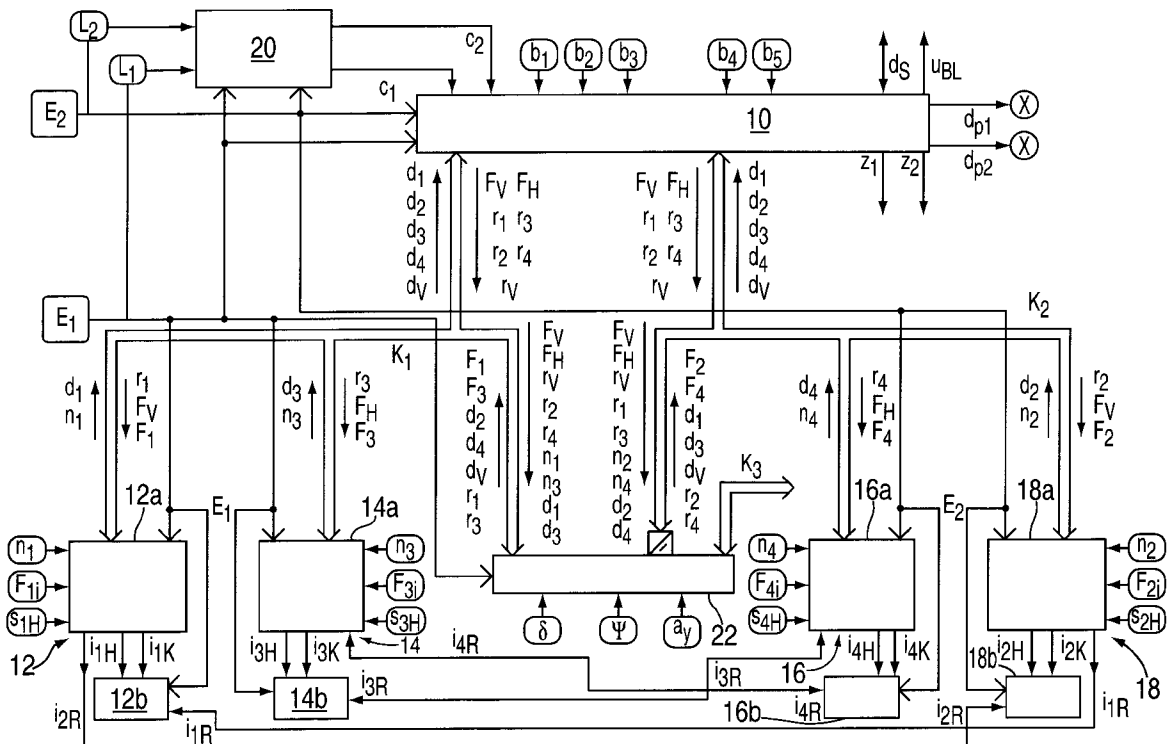 L2 20 c2 b1 b2 b3 b4 b5 dS uBL
L1
E2 c1 10 X dp1
X dp2
z1 z2
d1 FV FH FV FH d1
d2 r1 r3 r1 r3 d2
d3 r2 r4 r2 r4 d3
d4 d4
dV rV rV dV
E1 K2
K1
d1 n1
r1 FV F1
d3 n3
r3 FH F3
F1 F3 d2 d4 dV r1 r3
FV FH rV r2 r4 n1 n3 d1 d3
FV FH rV r1 r3 n2 n4 d2 d4
F2 F4 d1 d3 dV r2 r4
K3
d4 n4
r4 FH F4
d2 n2
r2 FV F2
12a E1 14a 16a E2 18a
n1 n3 n4 n2
F1i F3i F4i F2i
s1H s3H δ Ψ ay 22 s4H s2H
12 i1H i1K i3H i3K 14 i4R 16 i4H i4K i2H i2K 18
12b 14b i3R i3R 16b 18b
i2R i1R i4R i2R i1R